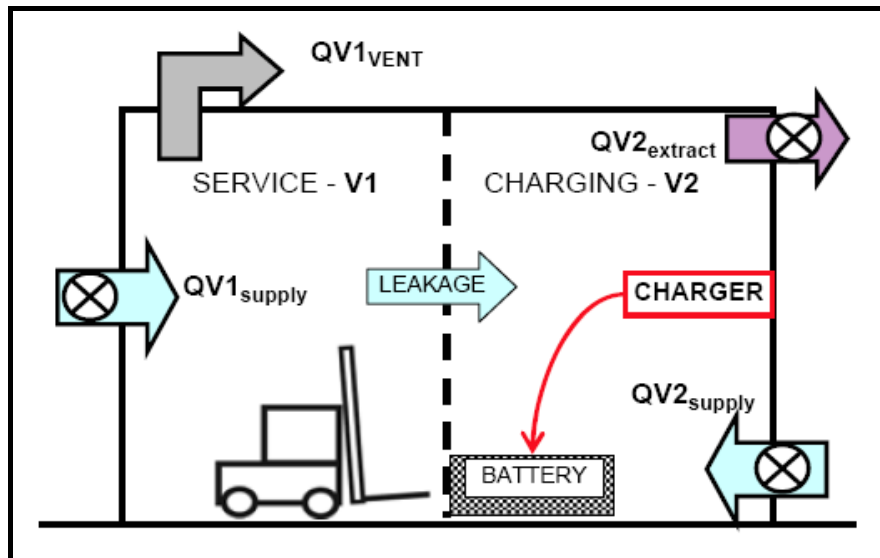 QV1VENT
QV2extract
SERVICE - V1
CHARGING - V2
QV1supply
LEAKAGE
CHARGER
QV2supply
BATTERY